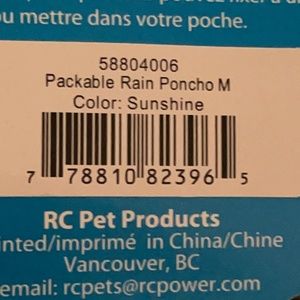 ou mettre dans votre poche.
58804006
Packable Rain Poncho M
Color: Sunshine
7 78810 82396 5
RC Pet Products
inted/imprimé in China/Chine
Vancouver, BC
email: rcpets@rcpower.com